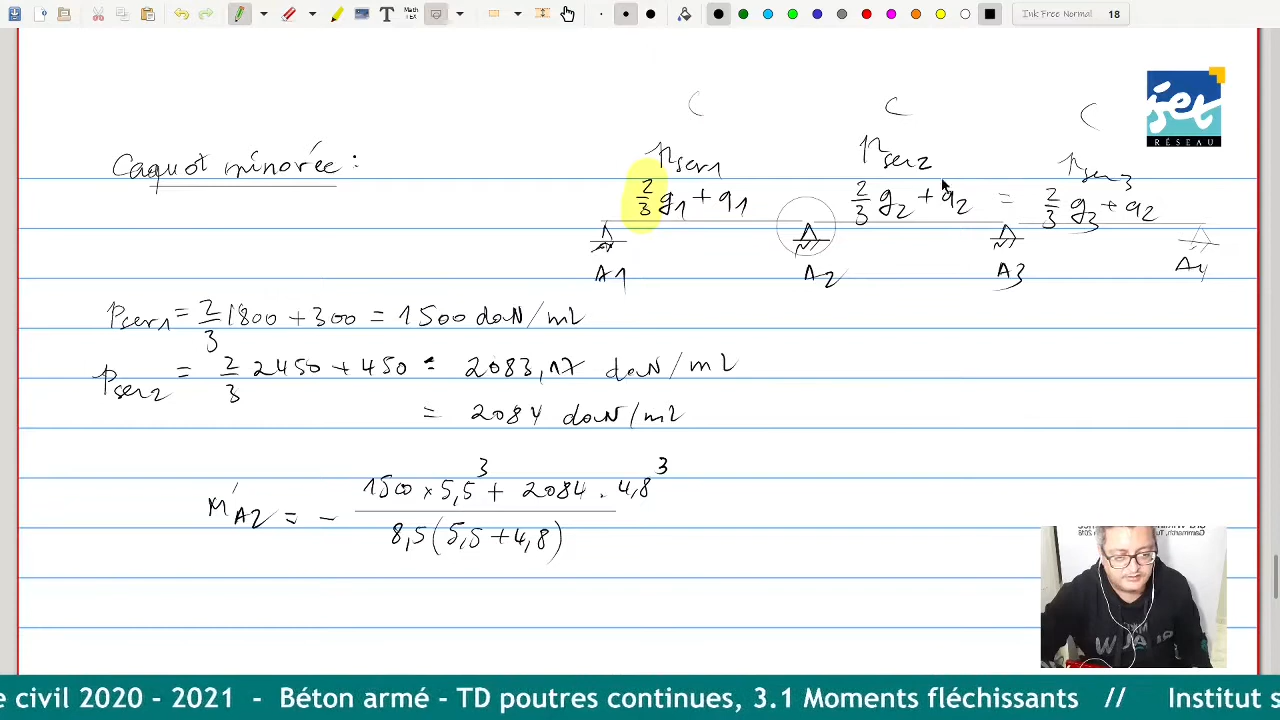 Math
ABC
Ink Free Normal
18
C C C
jset
RÉSEAU
Caquot minorée :
Pser1 Pser2 Pser3
2/3 g1 + q1 2/3 g2 + q2 = 2/3 g3 + q2
A1 A2 A3 A4
Pser1 = 2/3 1800 + 300 = 1500 daN/ml
Pser2 = 2/3 2450 + 450 = 2083,17 daN/ml
= 2084 daN/ml
M'A2 = - (1500 × 5,5³ + 2084 . 4,8³) / 8,5(5,5 + 4,8)
e civil 2020 - 2021 - Béton armé - TD poutres continues, 3.1 Moments fléchissants // Institut s